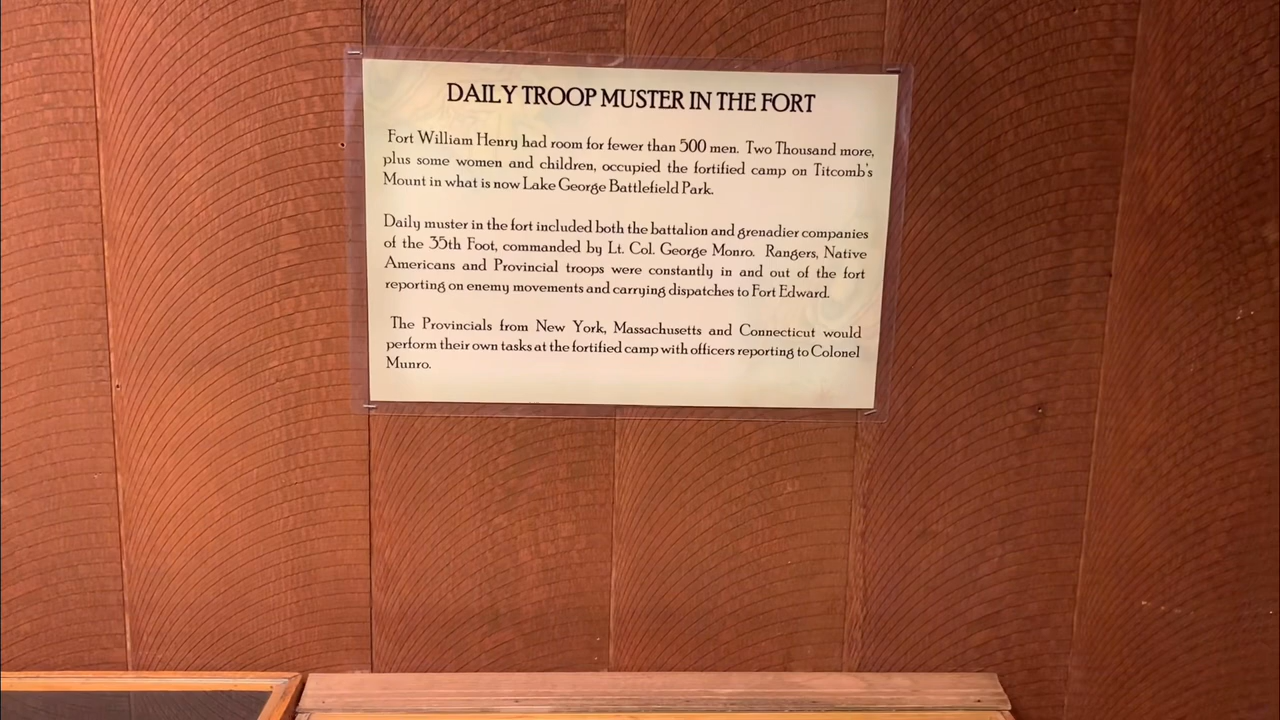 DAILY TROOP MUSTER IN THE FORT
Fort William Henry had room for fewer than 500 men. Two Thousand more,
plus some women and children, occupied the fortified camp on Titcomb's
Mount in what is now Lake George Battlefield Park.
Daily muster in the fort included both the battalion and grenadier companies
of the 35th Foot, commanded by Lt. Col. George Monro. Rangers, Native
Americans and Provincial troops were constantly in and out of the fort
reporting on enemy movements and carrying dispatches to Fort Edward.
The Provincials from New York, Massachusetts and Connecticut would
perform their own tasks at the fortified camp with officers reporting to Colonel
Munro.